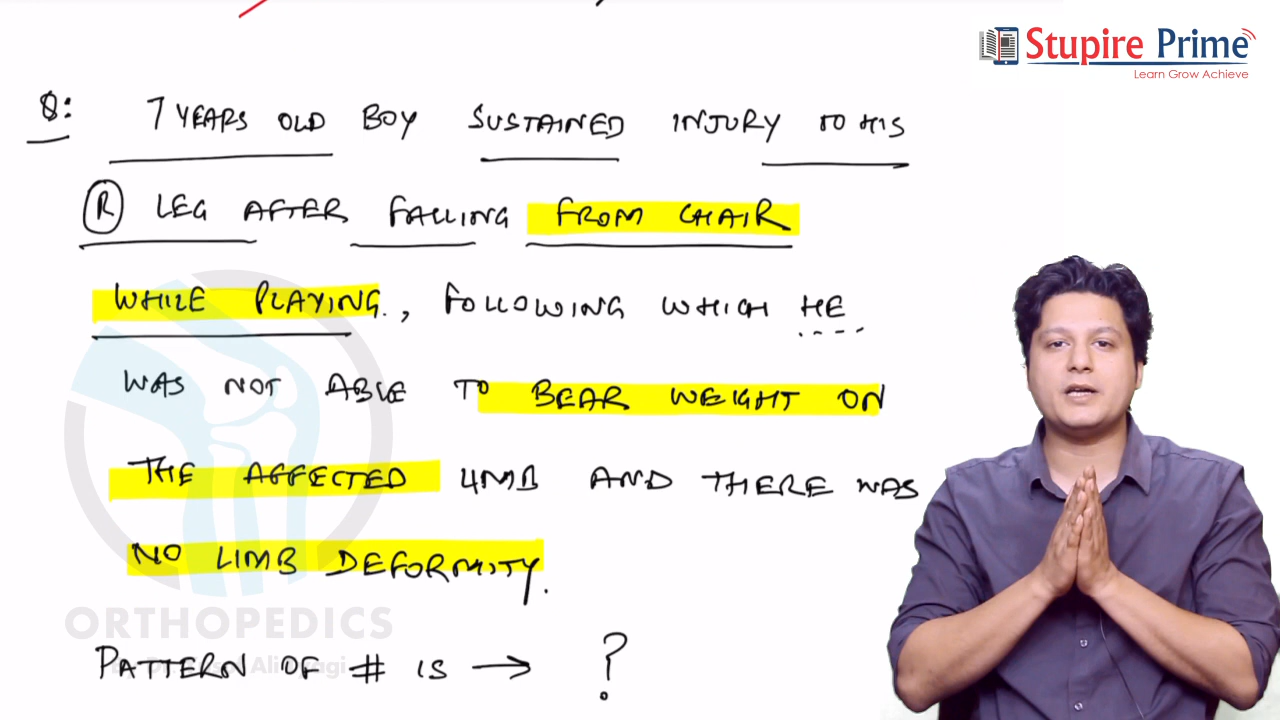 Stupire Prime
Learn Grow Achieve
Q: 7 YEARS OLD BOY SUSTAINED INJURY TO HIS
R LEG AFTER FALLING FROM CHAIR
WHILE PLAYING, FOLLOWING WHICH HE
WAS NOT ABLE TO BEAR WEIGHT ON
THE AFFECTED LIMB AND THERE WAS
NO LIMB DEFORMITY.
ORTHOPEDICS
PATTERN OF # IS → ?